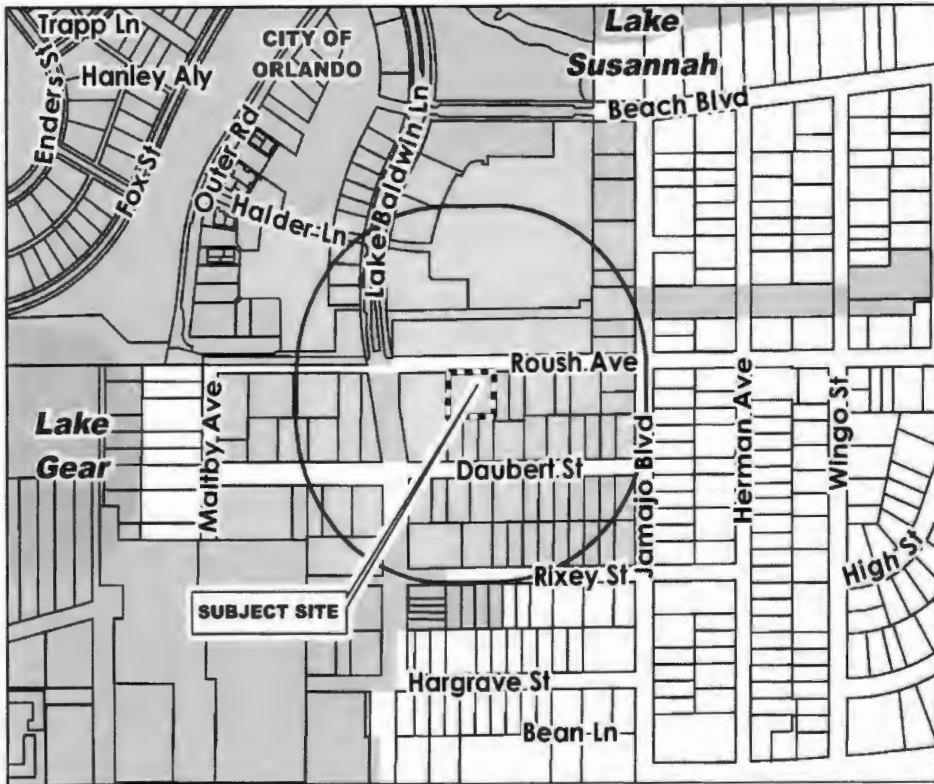 Trapp Ln
Hanley Aly
Enders St
Fox St
CITY OF
ORLANDO
Outer Rd
Halder Ln
Lake Baldwin Ln
Lake
Susannah
Beach Blvd
Roush Ave
Lake
Gear
Maltby Ave
Daubert St
Jamajo Blvd
Herman Ave
Wingo St
High St
Rixey St
SUBJECT SITE
Hargrave St
Bean Ln